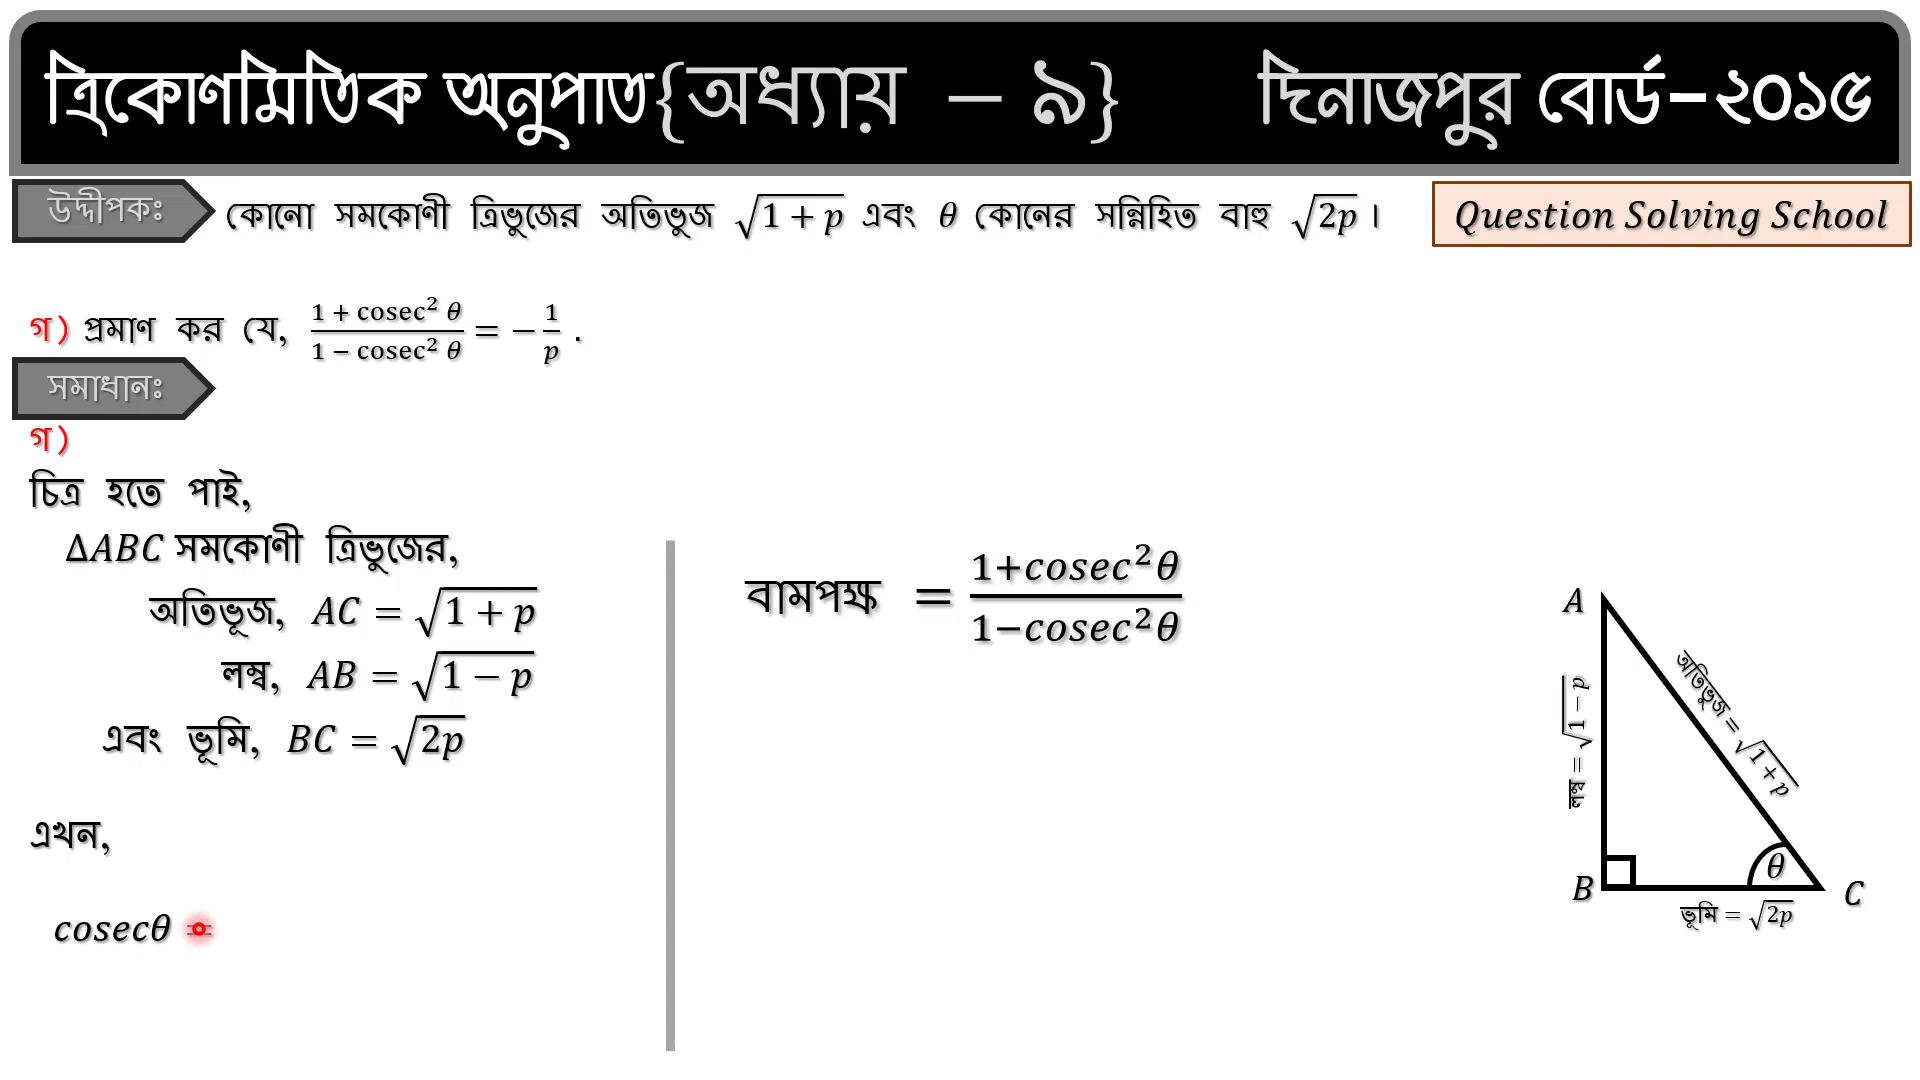 ত্রিকোণমিতিক অনুপাত{অধ্যায় – ৯} দিনাজপুর বোর্ড–২০১৫
উদ্দীপকঃ কোনো সমকোণী ত্রিভুজের অতিভুজ √(1 + p) এবং θ কোনের সন্নিহিত বাহু √(2p) ।
Question Solving School
গ) প্রমাণ কর যে, (1 + cosec² θ)/(1 − cosec² θ) = − 1/p .
সমাধানঃ
গ)
চিত্র হতে পাই,
ΔABC সমকোণী ত্রিভুজের,
অতিভূজ, AC = √(1 + p)
লম্ব, AB = √(1 − p)
এবং ভূমি, BC = √(2p)
এখন,
cosecθ =
বামপক্ষ = (1+cosec²θ)/(1−cosec²θ)
A
লম্ব = √(1 − p)
অতিভুজ = √(1 + p)
θ
B
C
ভূমি = √(2p)